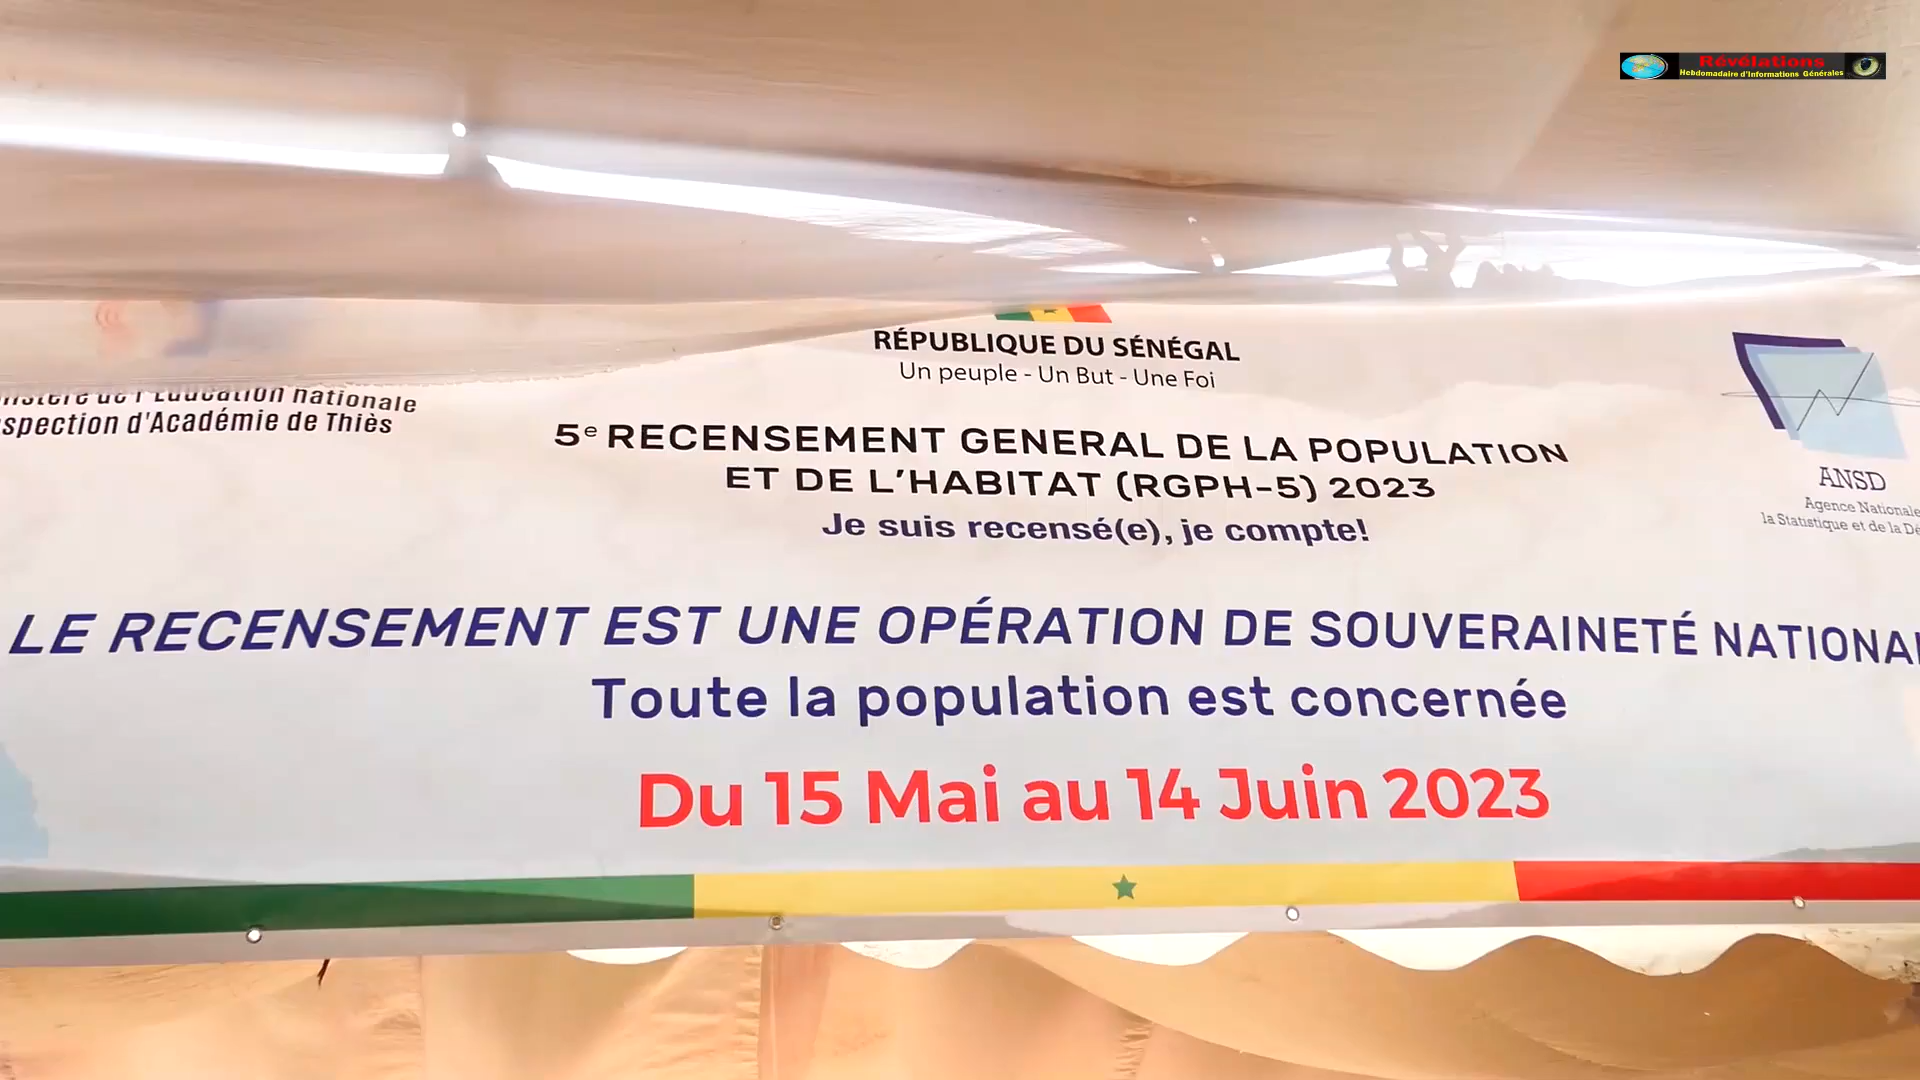 Révélations
Hebdomadaire d'Informations Générales
RÉPUBLIQUE DU SÉNÉGAL
Un peuple - Un But - Une Foi
de l'Education nationale
d'Académie de Thiès
5e RECENSEMENT GENERAL DE LA POPULATION
ET DE L'HABITAT (RGPH-5) 2023
Je suis recensé(e), je compte!
ANSD
Agence Nationale
la Statistique et de la
LE RECENSEMENT EST UNE OPÉRATION DE SOUVERAINETÉ
Toute la population est concernée
Du 15 Mai au 14 Juin 2023